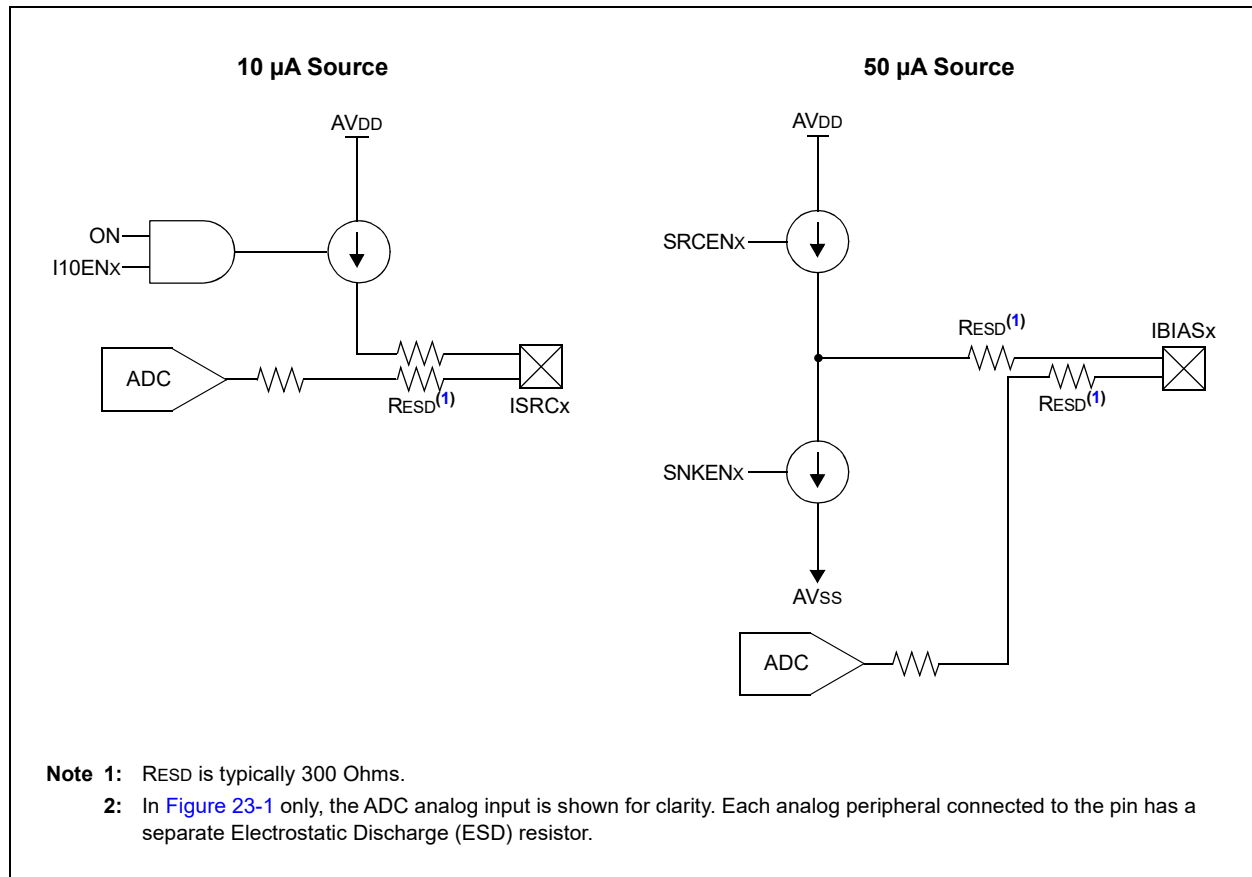 10 µA Source
AVDD
ON
I10ENx
ADC
RESD(1)
ISRCx
50 µA Source
AVDD
SRCENx
RESD(1)
IBIASx
RESD(1)
SNKENx
AVSS
ADC
Note 1: RESD is typically 300 Ohms.
2: In Figure 23-1 only, the ADC analog input is shown for clarity. Each analog peripheral connected to the pin has a
separate Electrostatic Discharge (ESD) resistor.